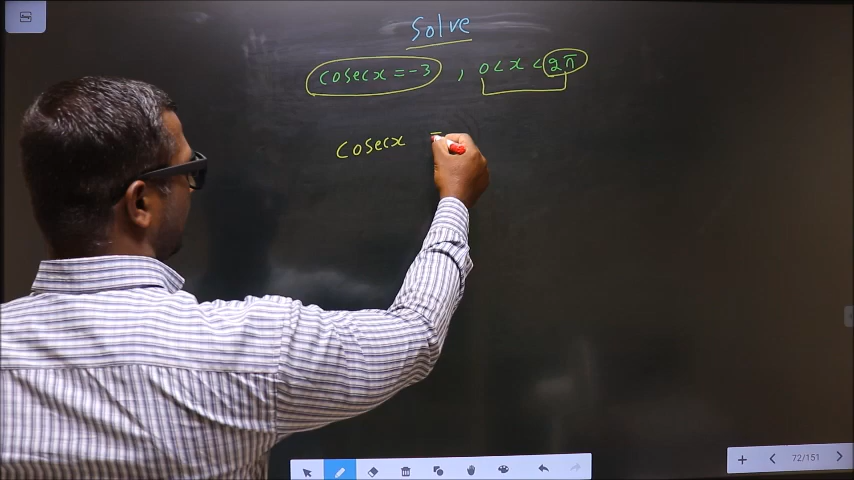 Solve
cosecx = -3 , 0 < x < 2π
cosecx =
72/151